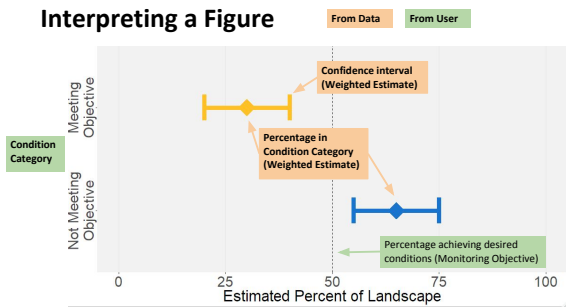 Interpreting a Figure
From Data
From User
Confidence interval
(Weighted Estimate)
Meeting
Objective
Condition
Category
Percentage in
Condition Category
(Weighted Estimate)
Not Meeting
Objective
Percentage achieving desired
conditions (Monitoring Objective)
0 25 50 75 100
Estimated Percent of Landscape